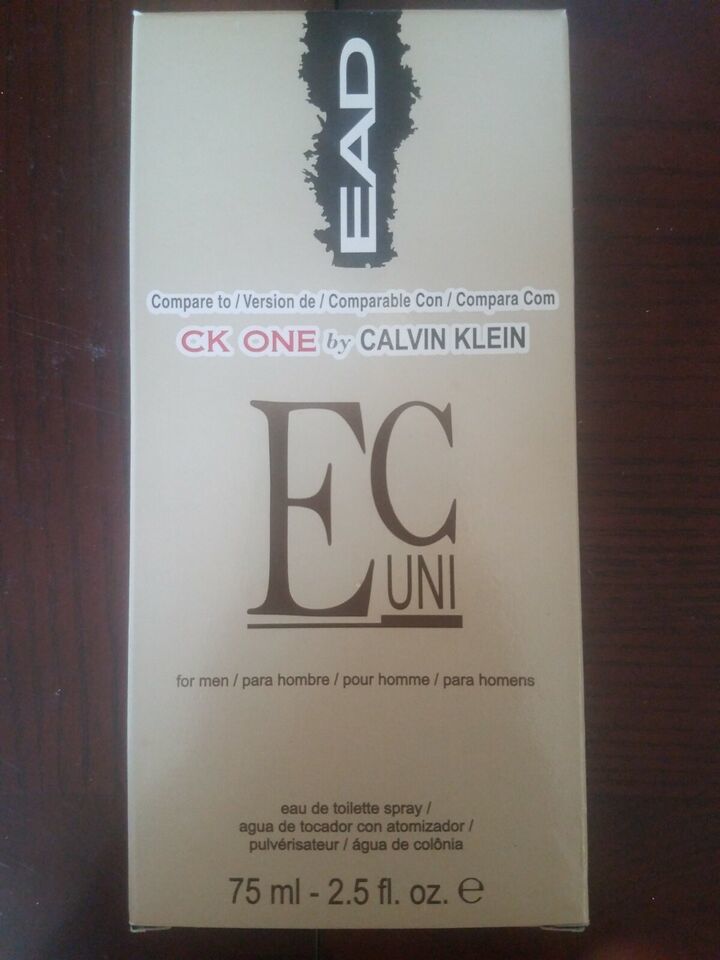 EAD
Compare to / Version de / Comparable Con / Compara Com
CK ONE by CALVIN KLEIN
EC
UNI
for men / para hombre / pour homme / para homens
eau de toilette spray /
agua de tocador con atomizador /
pulvérisateur / água de colônia
75 ml - 2.5 fl. oz. ℮